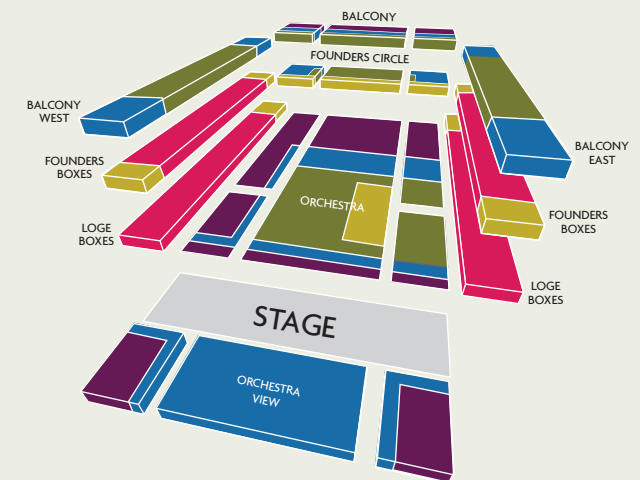 BALCONY
FOUNDERS CIRCLE
BALCONY
WEST
BALCONY
EAST
FOUNDERS
BOXES
ORCHESTRA
FOUNDERS
BOXES
LOGE
BOXES
LOGE
BOXES
STAGE
ORCHESTRA
VIEW